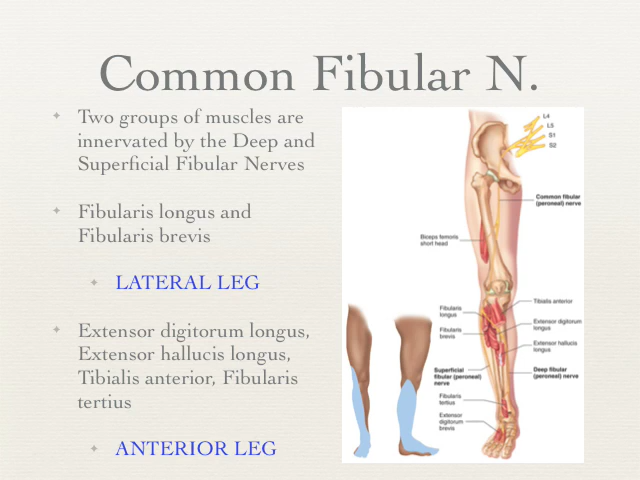 Common Fibular N.
Two groups of muscles are
innervated by the Deep and
Superficial Fibular Nerves
Fibularis longus and
Fibularis brevis
LATERAL LEG
Extensor digitorum longus,
Extensor hallucis longus,
Tibialis anterior, Fibularis
tertius
ANTERIOR LEG
L4
L5
S1
S2
Common fibular
(peroneal) nerve
Biceps femoris
short head
Tibialis anterior
Fibularis
longus
Extensor digitorum
longus
Fibularis
brevis
Extensor hallucis
longus
Superficial
fibular (peroneal)
nerve
Deep fibular
(peroneal) nerve
Fibularis
tertius
Extensor
digitorum
brevis